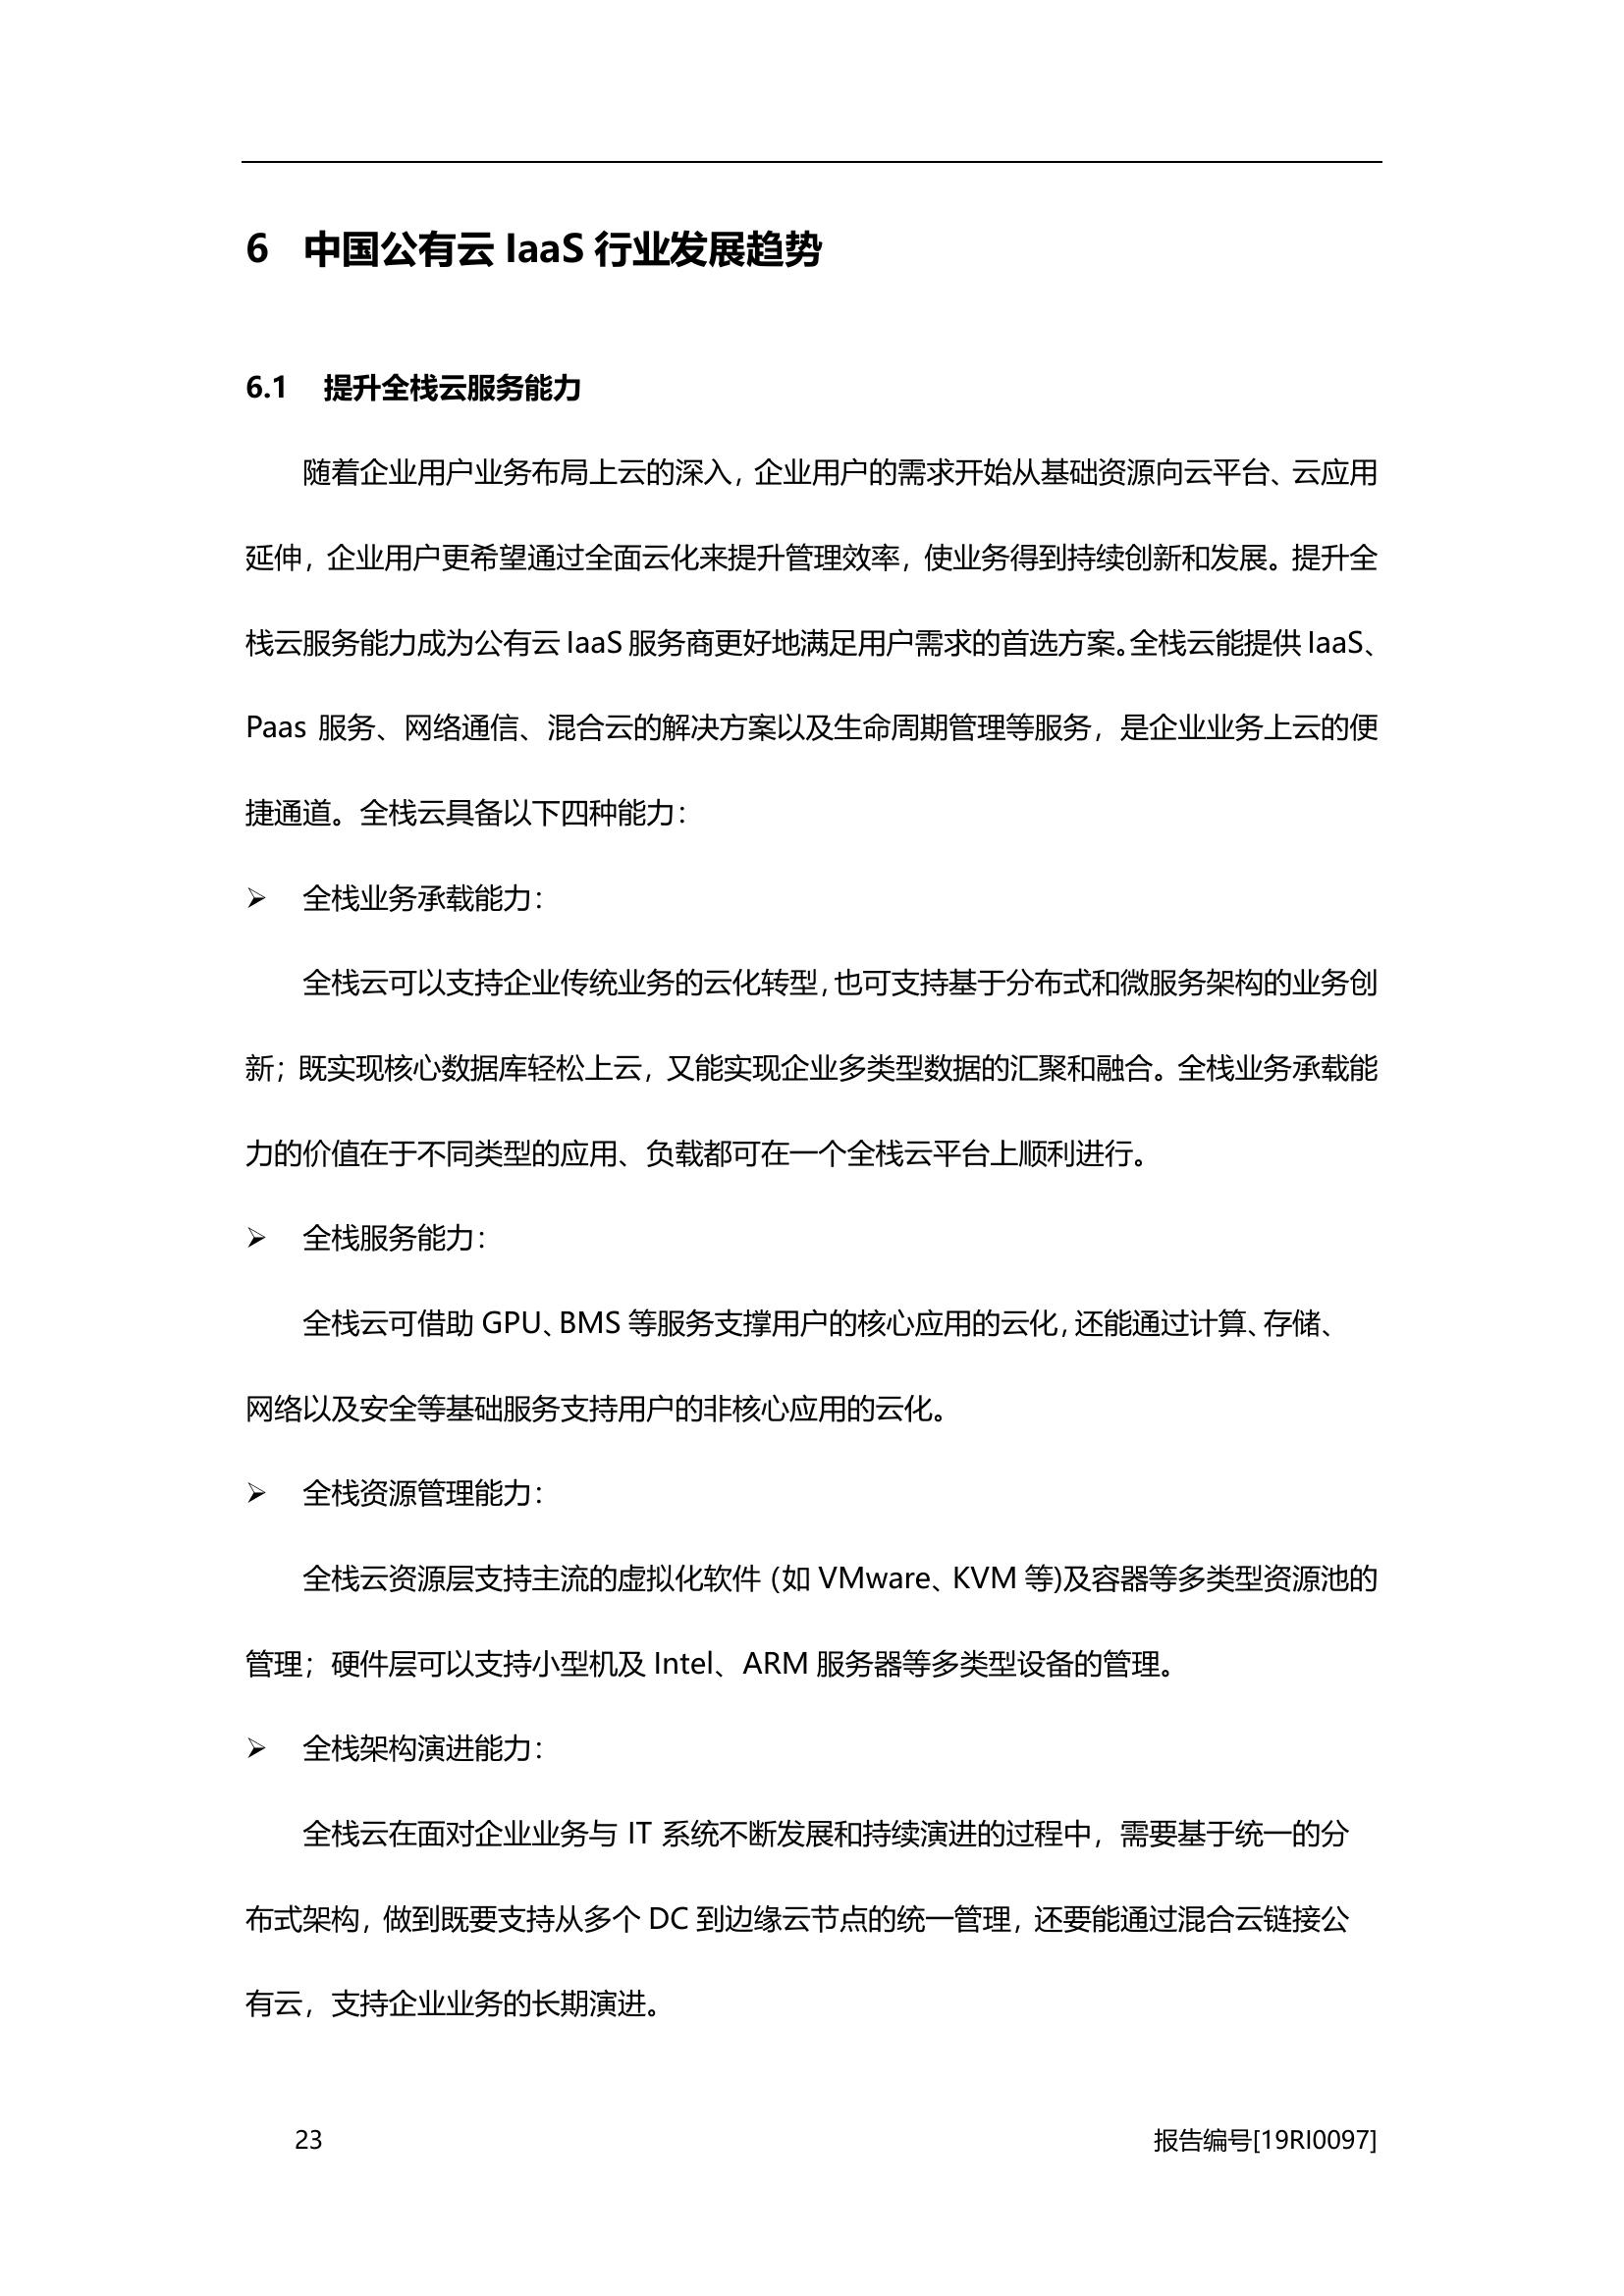 6 中国公有云 IaaS 行业发展趋势
6.1 提升全栈云服务能力
随着企业用户业务布局上云的深入，企业用户的需求开始从基础资源向云平台、云应用
延伸，企业用户更希望通过全面云化来提升管理效率，使业务得到持续创新和发展。提升全
栈云服务能力成为公有云 IaaS 服务商更好地满足用户需求的首选方案。全栈云能提供 IaaS、
Paas 服务、网络通信、混合云的解决方案以及生命周期管理等服务，是企业业务上云的便
捷通道。全栈云具备以下四种能力：
➢ 全栈业务承载能力：
全栈云可以支持企业传统业务的云化转型，也可支持基于分布式和微服务架构的业务创
新；既实现核心数据库轻松上云，又能实现企业多类型数据的汇聚和融合。全栈业务承载能
力的价值在于不同类型的应用、负载都可在一个全栈云平台上顺利进行。
➢ 全栈服务能力：
全栈云可借助 GPU、BMS 等服务支撑用户的核心应用的云化，还能通过计算、存储、
网络以及安全等基础服务支持用户的非核心应用的云化。
➢ 全栈资源管理能力：
全栈云资源层支持主流的虚拟化软件（如 VMware、KVM 等)及容器等多类型资源池的
管理；硬件层可以支持小型机及 Intel、ARM 服务器等多类型设备的管理。
➢ 全栈架构演进能力：
全栈云在面对企业业务与 IT 系统不断发展和持续演进的过程中，需要基于统一的分
布式架构，做到既要支持从多个 DC 到边缘云节点的统一管理，还要能通过混合云链接公
有云，支持企业业务的长期演进。
23 报告编号[19RI0097]